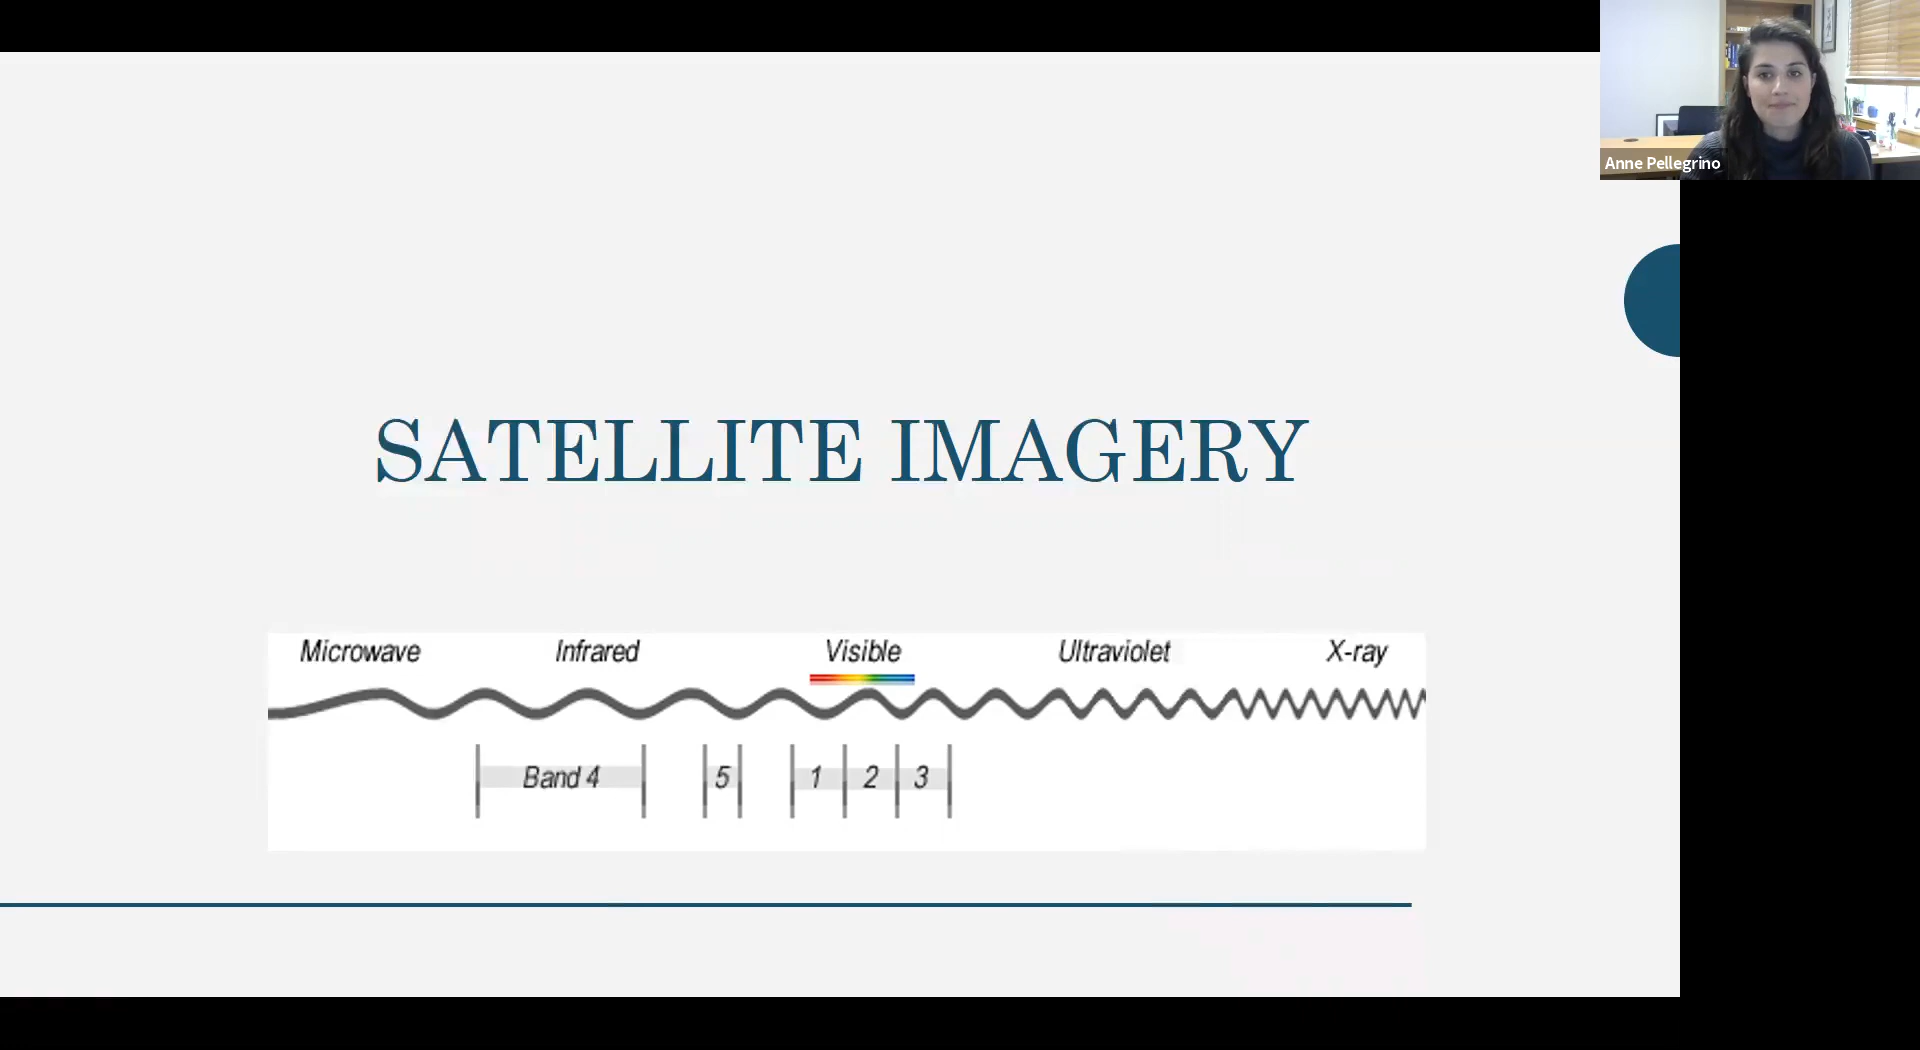 Anne Pellegrino
SATELLITE IMAGERY
Microwave Infrared Visible Ultraviolet X-ray
Band 4 5 1 2 3